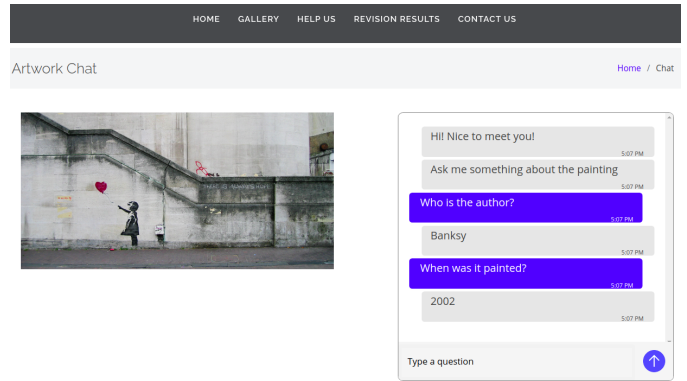 HOME GALLERY HELP US REVISION RESULTS CONTACT US
Artwork Chat
Home / Chat
Hi! Nice to meet you!
5:07 PM
Ask me something about the painting
5:07 PM
Who is the author?
5:07 PM
Banksy
5:07 PM
When was it painted?
5:07 PM
2002
5:07 PM
Type a question